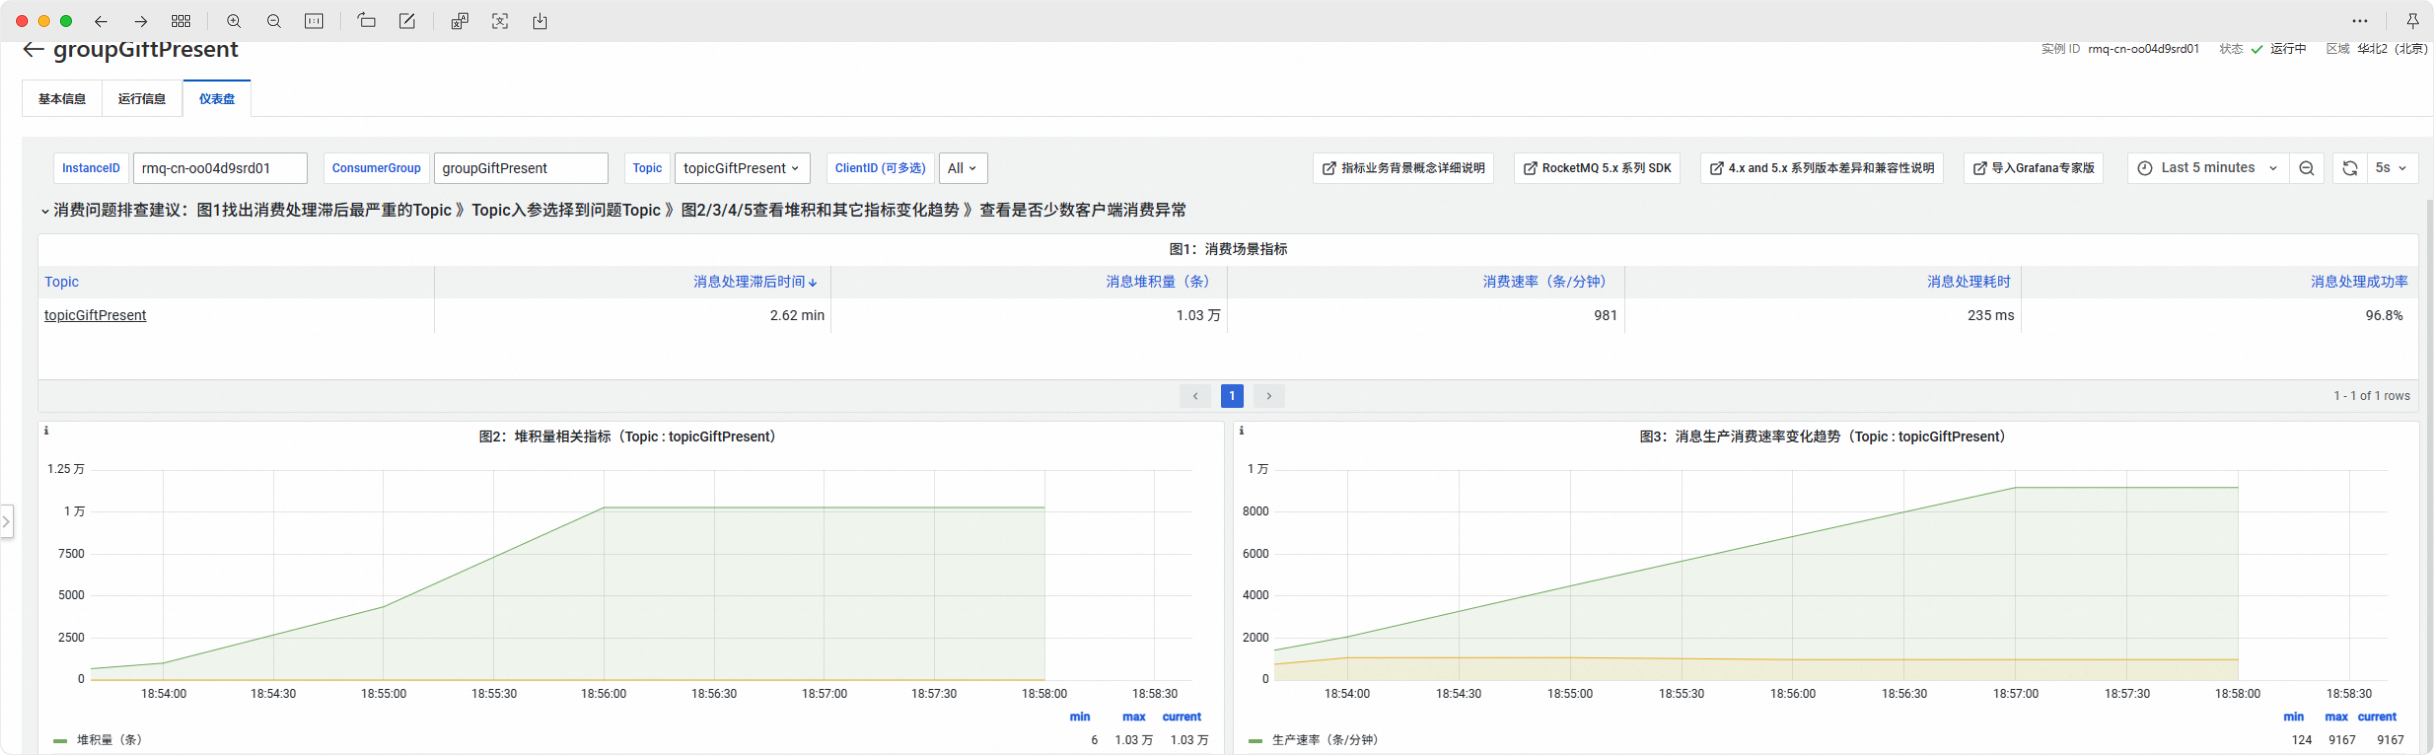 groupGiftPresent
实例 ID rmq-cn-oo04d9srd01 状态 运行中 区域 华北2 (北京)
基本信息 运行信息 仪表盘
InstanceID rmq-cn-oo04d9srd01 ConsumerGroup groupGiftPresent Topic topicGiftPresent ClientID (可多选) All 指标业务背景概念详细说明 RocketMQ 5.x 系列 SDK 4.x and 5.x 系列版本差异和兼容性说明 导入Grafana专家版 Last 5 minutes 5s
消费问题排查建议：图1找出消费处理滞后最严重的Topic 》Topic入参选择到问题Topic 》图2/3/4/5查看堆积和其它指标变化趋势 》查看是否少数客户端消费异常
图1：消费场景指标
Topic 消息处理滞后时间 消息堆积量（条） 消费速率（条/分钟） 消息处理耗时 消息处理成功率
topicGiftPresent 2.62 min 1.03 万 981 235 ms 96.8%
1
1 - 1 of 1 rows
图2：堆积量相关指标（Topic : topicGiftPresent）
1.25 万
1 万
7500
5000
2500
0
18:54:00 18:54:30 18:55:00 18:55:30 18:56:00 18:56:30 18:57:00 18:57:30 18:58:00 18:58:30
min max current
堆积量（条） 6 1.03 万 1.03 万
图3：消息生产消费速率变化趋势（Topic : topicGiftPresent）
1 万
8000
6000
4000
2000
0
18:54:00 18:54:30 18:55:00 18:55:30 18:56:00 18:56:30 18:57:00 18:57:30 18:58:00 18:58:30
min max current
生产速率（条/分钟） 124 9167 9167